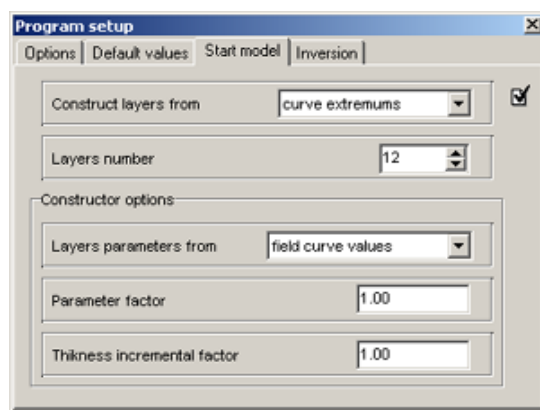 Program setup
Options Default values Start model Inversion
Construct layers from curve extremums
Layers number 12
Constructor options
Layers parameters from field curve values
Parameter factor 1.00
Thikness incremental factor 1.00